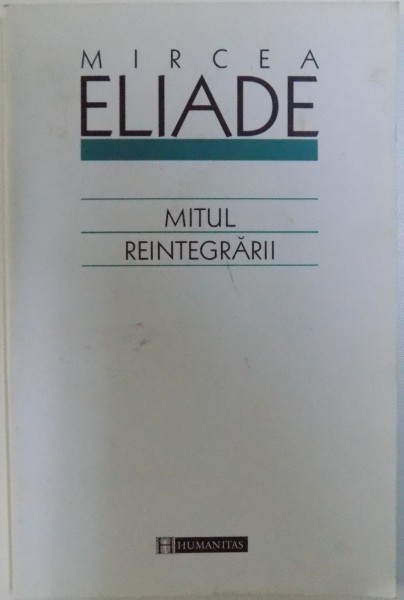 MIRCEA
ELIADE
MITUL
REINTEGRĂRII
H HUMANITAS